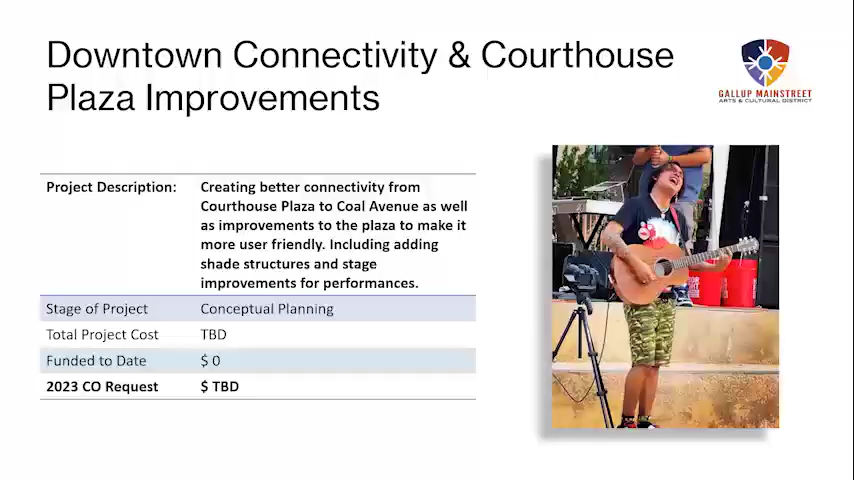 Downtown Connectivity & Courthouse
Plaza Improvements
GALLUP MAINSTREET
ARTS & CULTURAL DISTRICT
Project Description:
Creating better connectivity from
Courthouse Plaza to Coal Avenue as well
as improvements to the plaza to make it
more user friendly. Including adding
shade structures and stage
improvements for performances.
Stage of Project
Conceptual Planning
Total Project Cost
TBD
Funded to Date
$ 0
2023 CO Request
$ TBD